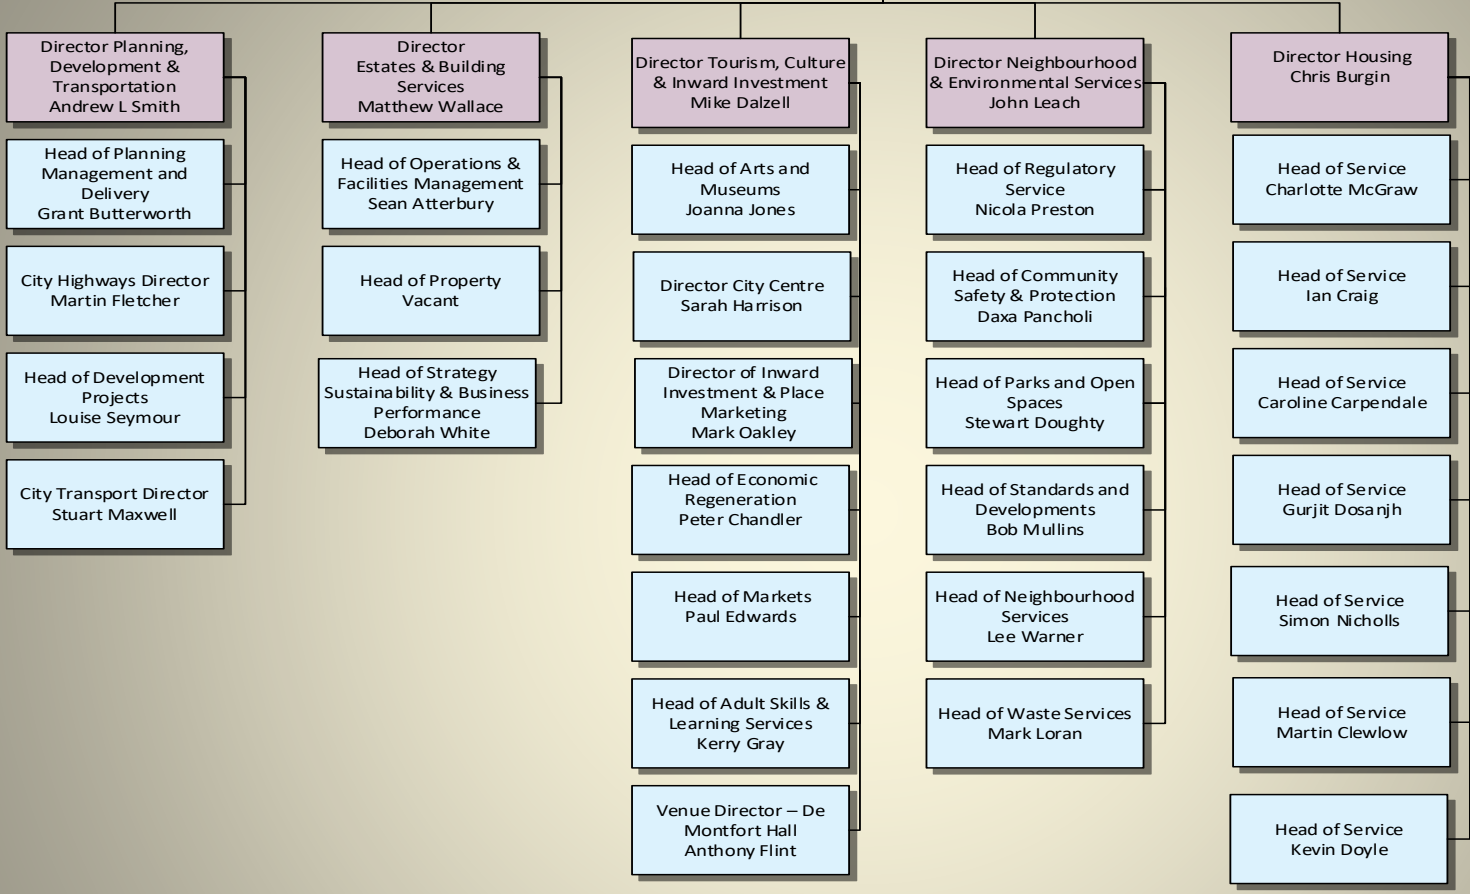 Director Planning,
Development &
Transportation
Andrew L Smith
Head of Planning
Management and
Delivery
Grant Butterworth
City Highways Director
Martin Fletcher
Head of Development
Projects
Louise Seymour
City Transport Director
Stuart Maxwell
Director
Estates & Building
Services
Matthew Wallace
Head of Operations &
Facilities Management
Sean Atterbury
Head of Property
Vacant
Head of Strategy
Sustainability & Business
Performance
Deborah White
Director Tourism, Culture
& Inward Investment
Mike Dalzell
Head of Arts and
Museums
Joanna Jones
Director City Centre
Sarah Harrison
Director of Inward
Investment & Place
Marketing
Mark Oakley
Head of Economic
Regeneration
Peter Chandler
Head of Markets
Paul Edwards
Head of Adult Skills &
Learning Services
Kerry Gray
Venue Director – De
Montfort Hall
Anthony Flint
Director Neighbourhood
& Environmental Services
John Leach
Head of Regulatory
Service
Nicola Preston
Head of Community
Safety & Protection
Daxa Pancholi
Head of Parks and Open
Spaces
Stewart Doughty
Head of Standards and
Developments
Bob Mullins
Head of Neighbourhood
Services
Lee Warner
Head of Waste Services
Mark Loran
Director Housing
Chris Burgin
Head of Service
Charlotte McGraw
Head of Service
Ian Craig
Head of Service
Caroline Carpendale
Head of Service
Gurjit Dosanjh
Head of Service
Simon Nicholls
Head of Service
Martin Clewlow
Head of Service
Kevin Doyle